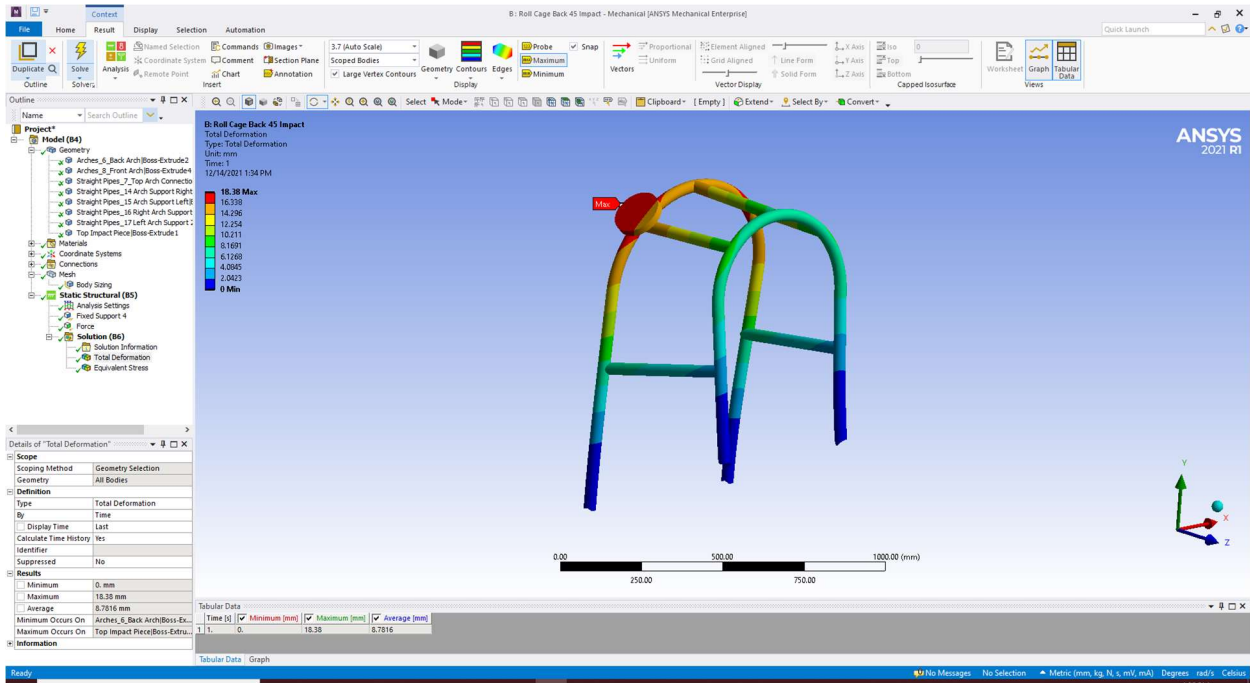 Context
B : Roll Cage Back 45 Impact - Mechanical [ANSYS Mechanical Enterprise]
File Home Result Display Selection Automation
Quick Launch
Duplicate
Outline
Solve
Solvers
Analysis
Named Selection
Coordinate System
Remote Point
Commands
Comment
Chart
Images
Section Plane
Annotation
Insert
3.7 (Auto Scale)
Scoped Bodies
Large Vertex Contours
Geometry Contours Edges
Display
Probe
Maximum
Minimum
Snap
Vectors
Proportional
Uniform
Element Aligned
Grid Aligned
Line Form
Solid Form
X Axis
Y Axis
Z Axis
Vector Display
Iso
Top
Bottom
0
Capped Isosurface
Worksheet Graph Tabular Data
Views
Outline
Name Search Outline
Select Mode Clipboard [ Empty ] Extend Select By Convert
Project*
Model (B4)
Geometry
Arches_6_Back Arch|Boss-Extrude2
Arches_8_Front Arch|Boss-Extrude4
Straight Pipes_7_Top Arch Connectio
Straight Pipes_14 Arch Support Right
Straight Pipes_15 Arch Support Left|B
Straight Pipes_16 Right Arch Support
Straight Pipes_17 Left Arch Support 2
Top Impact Piece|Boss-Extrude1
Materials
Coordinate Systems
Connections
Mesh
Body Sizing
Static Structural (B5)
Analysis Settings
Fixed Support 4
Force
Solution (B6)
Solution Information
Total Deformation
Equivalent Stress
Details of "Total Deformation"
Scope
Scoping Method Geometry Selection
Geometry All Bodies
Definition
Type Total Deformation
By Time
Display Time Last
Calculate Time History Yes
Identifier
Suppressed No
Results
Minimum 0. mm
Maximum 18.38 mm
Average 8.7816 mm
Minimum Occurs On Arches_6_Back Arch|Boss-Ex...
Maximum Occurs On Top Impact Piece|Boss-Extru...
Information
B: Roll Cage Back 45 Impact
Total Deformation
Type: Total Deformation
Unit: mm
Time: 1
12/14/2021 1:34 PM
18.38 Max
16.338
14.296
12.254
10.211
8.1691
6.1268
4.0845
2.0423
0 Min
Max
ANSYS
2021 R1
Y
X
Z
0.00 500.00 1000.00 (mm)
250.00 750.00
Tabular Data
Time [s] Minimum [mm] Maximum [mm] Average [mm]
1 1. 0. 18.38 8.7816
Tabular Data Graph
Ready
No Messages No Selection Metric (mm, kg, N, s, mV, mA) Degrees rad/s Celsius